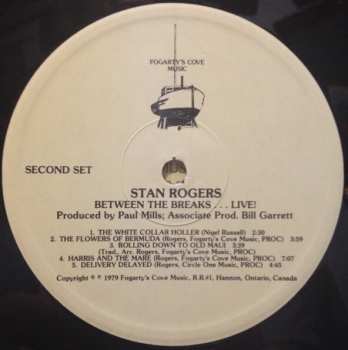 FOGARTY'S COVE
MUSIC
SECOND SET
STAN ROGERS
BETWEEN THE BREAKS . . . LIVE!
Produced by Paul Mills; Associate Prod. Bill Garrett
1. THE WHITE COLLAR HOLLER (Nigel Russell) 2:30
2. THE FLOWERS OF BERMUDA (Rogers, Fogarty's Cove Music, PROC) 3:59
3. ROLLING DOWN TO OLD MAUI 3:39
(Trad., Arr. Rogers, Fogarty's Cove Music, PROC)
4. HARRIS AND THE MARE (Rogers, Fogarty's Cove Music, PROC) 7:07
5. DELIVERY DELAYED (Rogers, Circle One Music, PROC) 4:45
Copyright © ℗ 1979 Fogarty's Cove Music, R.R.#1, Hannon, Ontario, Canada